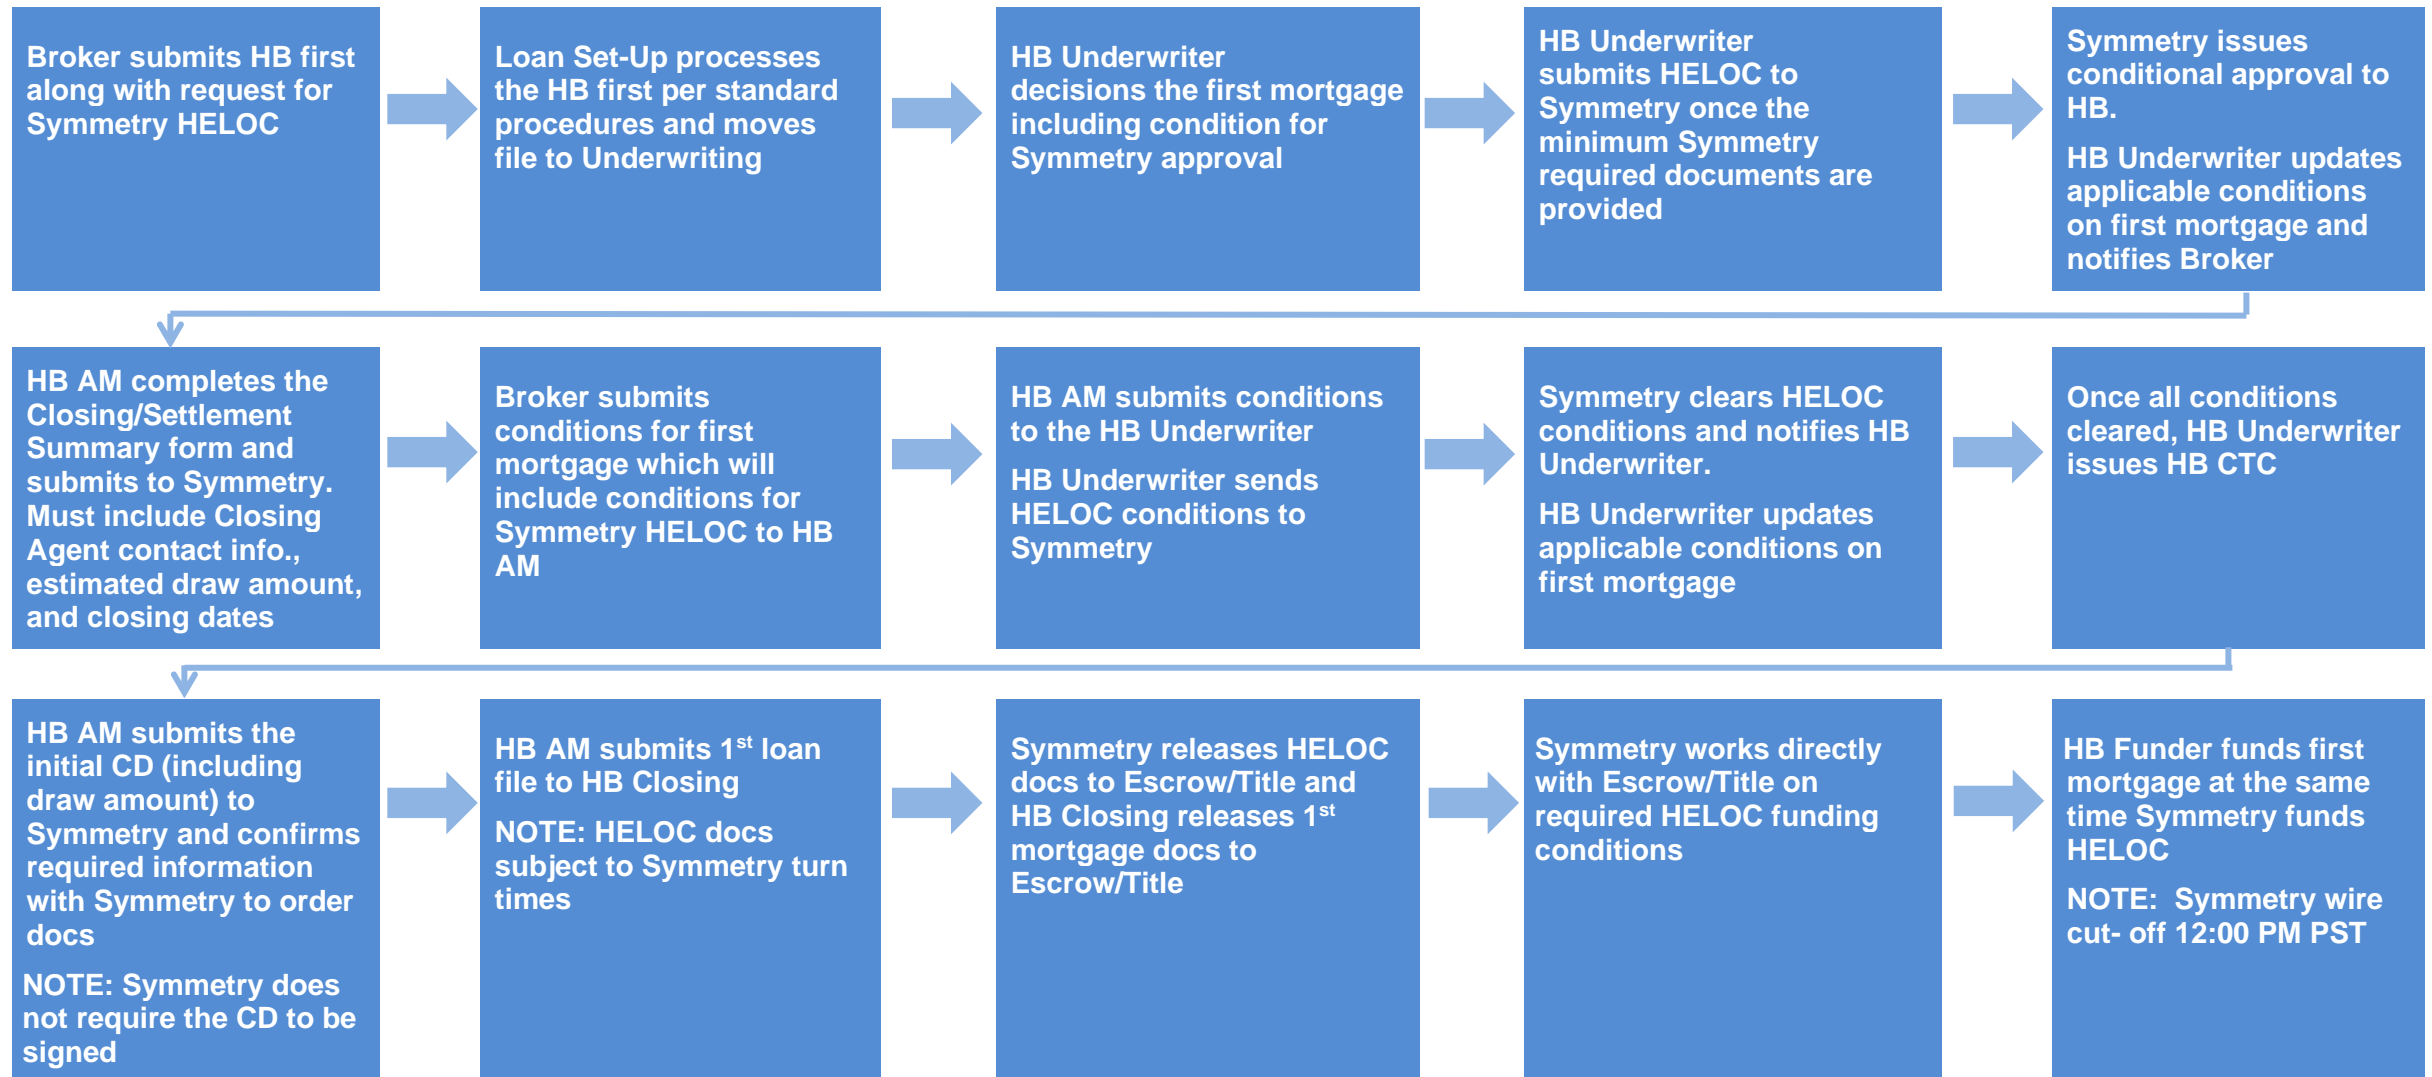 Broker submits HB first
along with request for
Symmetry HELOC
Loan Set-Up processes
the HB first per standard
procedures and moves
file to Underwriting
HB Underwriter
decisions the first mortgage
including condition for
Symmetry approval
HB Underwriter
submits HELOC to
Symmetry once the
minimum Symmetry
required documents are
provided
Symmetry issues
conditional approval to
HB.
HB Underwriter updates
applicable conditions
on first mortgage and
notifies Broker
HB AM completes the
Closing/Settlement
Summary form and
submits to Symmetry.
Must include Closing
Agent contact info.,
estimated draw amount,
and closing dates
Broker submits
conditions for first
mortgage which will
include conditions for
Symmetry HELOC to HB
AM
HB AM submits conditions
to the HB Underwriter
HB Underwriter sends
HELOC conditions to
Symmetry
Symmetry clears HELOC
conditions and notifies HB
Underwriter.
HB Underwriter updates
applicable conditions on
first mortgage
Once all conditions
cleared, HB Underwriter
issues HB CTC
HB AM submits the
initial CD (including
draw amount) to
Symmetry and confirms
required information
with Symmetry to order
docs
NOTE: Symmetry does
not require the CD to be
signed
HB AM submits 1st loan
file to HB Closing
NOTE: HELOC docs
subject to Symmetry turn
times
Symmetry releases HELOC
docs to Escrow/Title and
HB Closing releases 1st
mortgage docs to
Escrow/Title
Symmetry works directly
with Escrow/Title on
required HELOC funding
conditions
HB Funder funds first
mortgage at the same
time Symmetry funds
HELOC
NOTE:  Symmetry wire
cut- off 12:00 PM PST